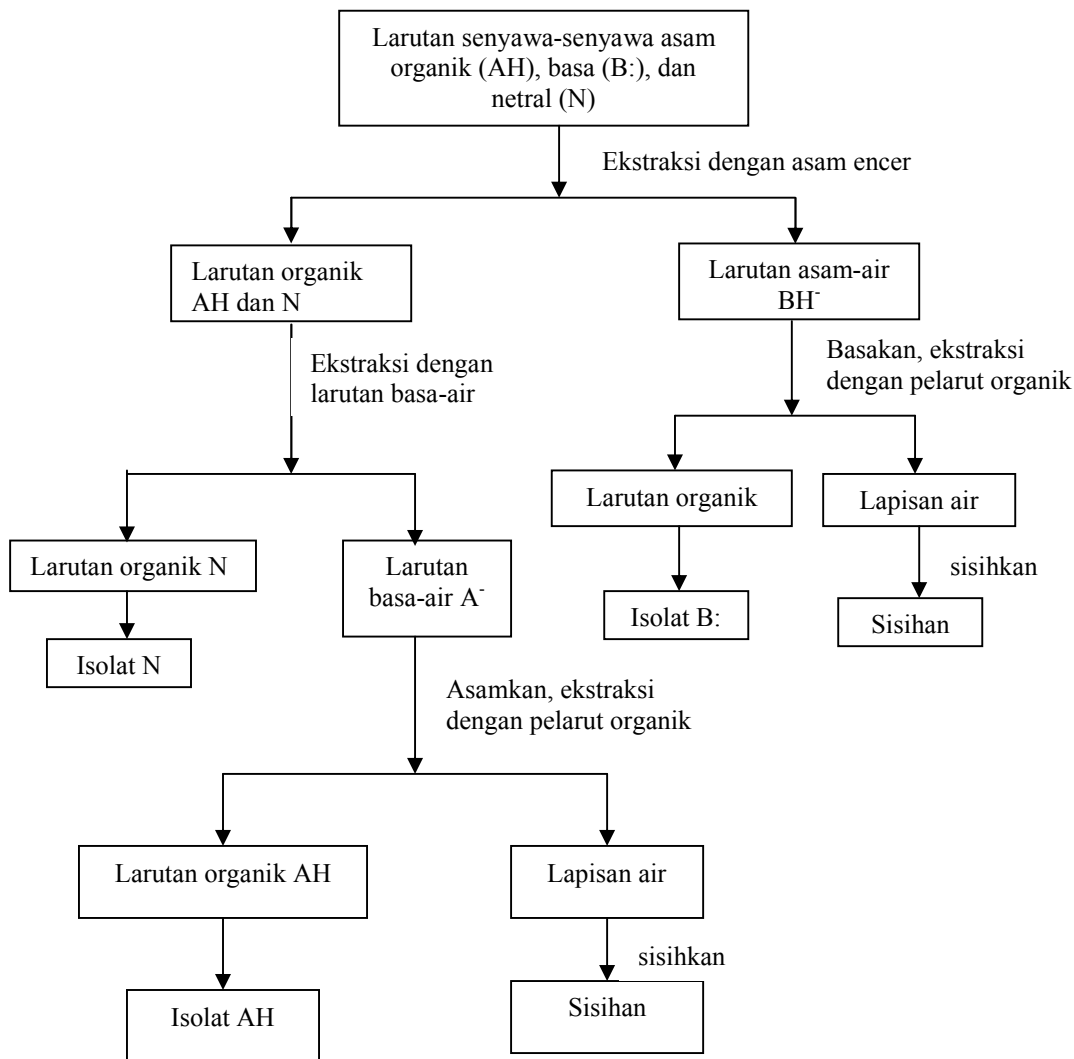 Larutan senyawa-senyawa asam
organik (AH), basa (B:), dan
netral (N)
Ekstraksi dengan asam encer
Larutan organik
AH dan N
Larutan asam-air
BH⁻
Ekstraksi dengan
larutan basa-air
Basakan, ekstraksi
dengan pelarut organik
Larutan organik
Lapisan air
Larutan organik N
Larutan
basa-air A⁻
sisihkan
Isolat B:
Sisihan
Isolat N
Asamkan, ekstraksi
dengan pelarut organik
Larutan organik AH
Lapisan air
sisihkan
Isolat AH
Sisihan